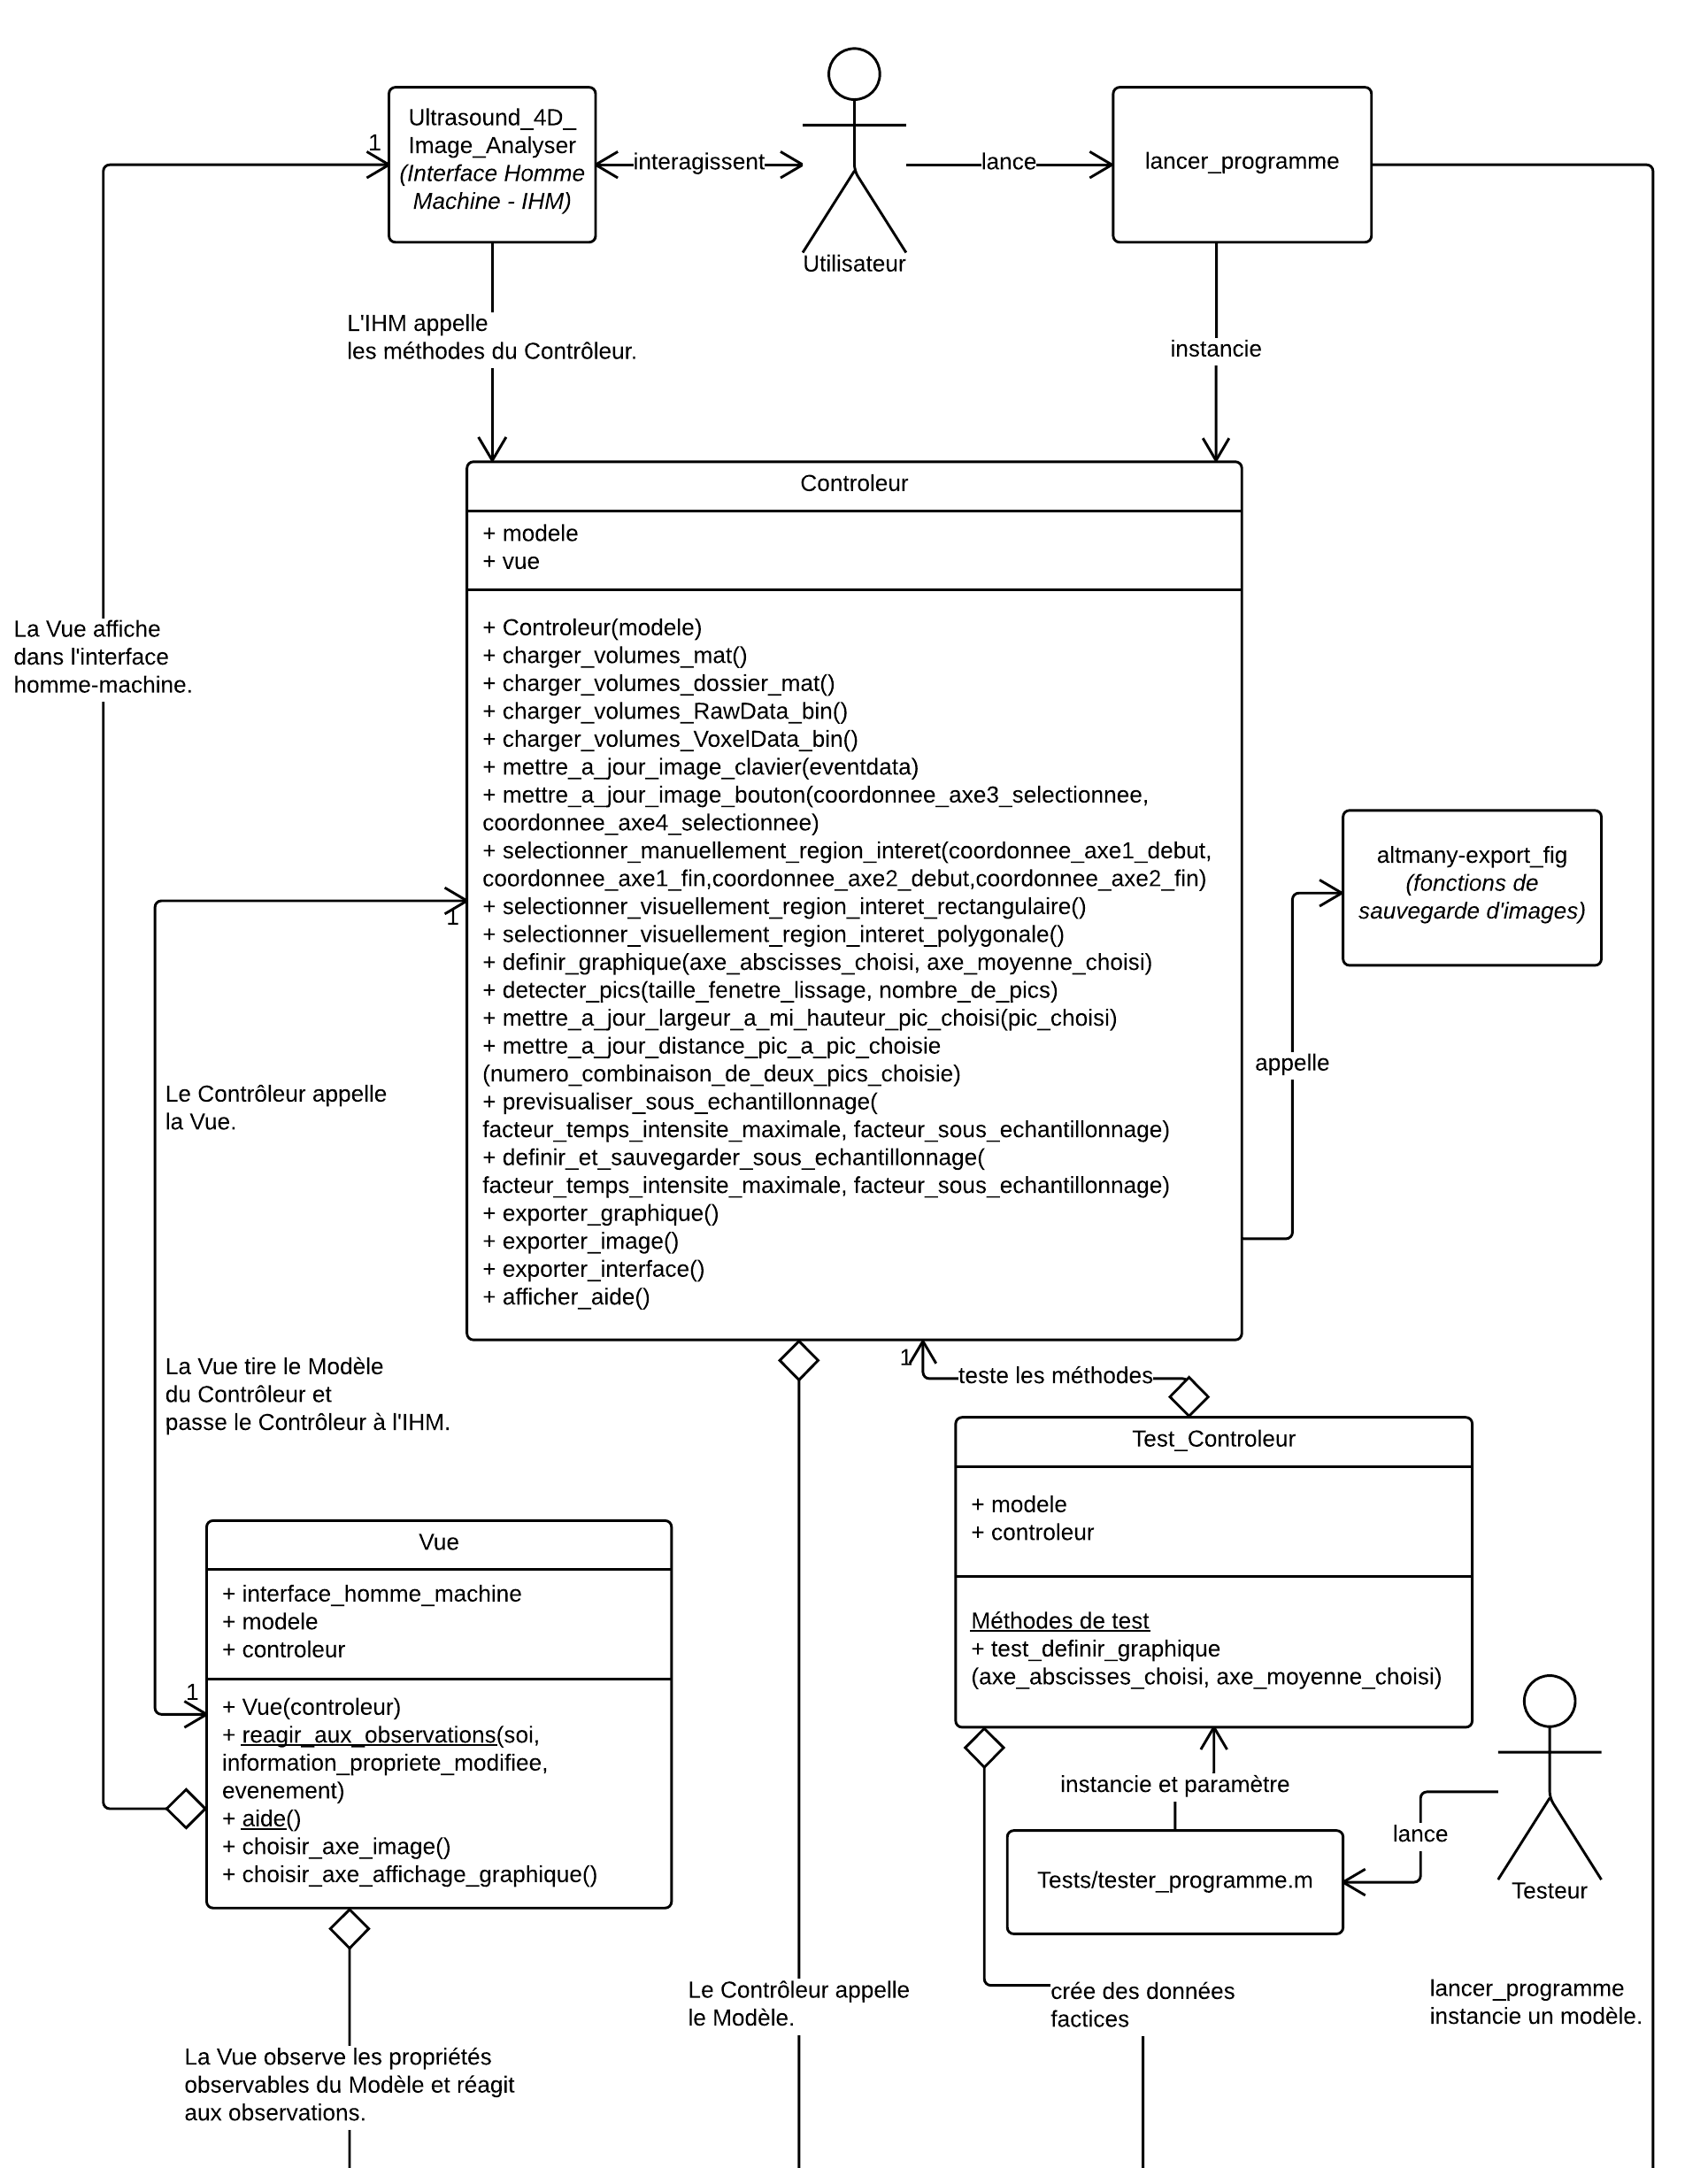 Ultrasound_4D_
Image_Analyser
(Interface Homme
Machine - IHM)
1
interagissent
Utilisateur
lance
lancer_programme
L'IHM appelle
les méthodes du Contrôleur.
instancie
Controleur
+ modele
+ vue
+ Controleur(modele)
+ charger_volumes_mat()
+ charger_volumes_dossier_mat()
+ charger_volumes_RawData_bin()
+ charger_volumes_VoxelData_bin()
+ mettre_a_jour_image_clavier(eventdata)
+ mettre_a_jour_image_bouton(coordonnee_axe3_selectionnee,
coordonnee_axe4_selectionnee)
+ selectionner_manuellement_region_interet(coordonnee_axe1_debut,
coordonnee_axe1_fin,coordonnee_axe2_debut,coordonnee_axe2_fin)
+ selectionner_visuellement_region_interet_rectangulaire()
+ selectionner_visuellement_region_interet_polygonale()
+ definir_graphique(axe_abscisses_choisi, axe_moyenne_choisi)
+ detecter_pics(taille_fenetre_lissage, nombre_de_pics)
+ mettre_a_jour_largeur_a_mi_hauteur_pic_choisi(pic_choisi)
+ mettre_a_jour_distance_pic_a_pic_choisie
(numero_combinaison_de_deux_pics_choisie)
+ previsualiser_sous_echantillonnage(
facteur_temps_intensite_maximale, facteur_sous_echantillonnage)
+ definir_et_sauvegarder_sous_echantillonnage(
facteur_temps_intensite_maximale, facteur_sous_echantillonnage)
+ exporter_graphique()
+ exporter_image()
+ exporter_interface()
+ afficher_aide()
La Vue affiche
dans l'interface
homme-machine.
1
altmany-export_fig
(fonctions de
sauvegarde d'images)
appelle
Le Contrôleur appelle
la Vue.
La Vue tire le Modèle
du Contrôleur et
passe le Contrôleur à l'IHM.
1
teste les méthodes
Test_Controleur
+ modele
+ controleur
Méthodes de test
+ test_definir_graphique
(axe_abscisses_choisi, axe_moyenne_choisi)
Vue
+ interface_homme_machine
+ modele
+ controleur
1
+ Vue(controleur)
+ reagir_aux_observations(soi,
information_propriete_modifiee,
evenement)
+ aide()
+ choisir_axe_image()
+ choisir_axe_affichage_graphique()
instancie et paramètre
lance
Tests/tester_programme.m
Testeur
Le Contrôleur appelle
le Modèle.
crée des données
factices
lancer_programme
instancie un modèle.
La Vue observe les propriétés
observables du Modèle et réagit
aux observations.